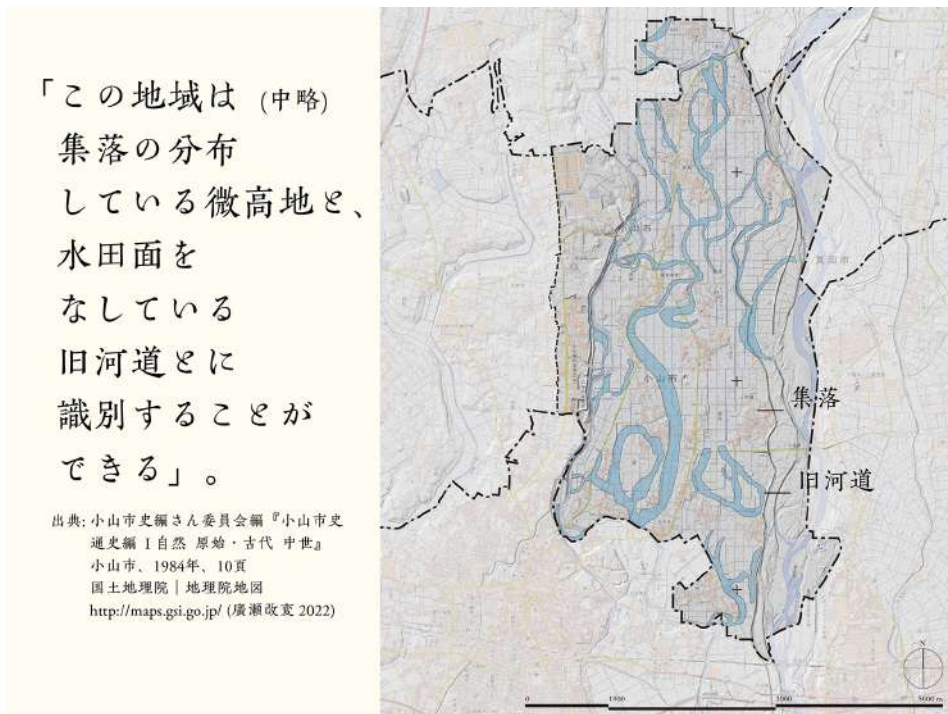 「この地域は (中略)
集落の分布
している微高地と、
水田面を
なしている
旧河道とに
識別することが
できる」。
出典: 小山市史編さん委員会編『小山市史
通史編 I 自然 原始・古代 中世』
小山市、1984年、10頁
国土地理院｜地理院地図
http://maps.gsi.go.jp/ (廣瀬改変 2022)
小山市
集落
旧河道
N